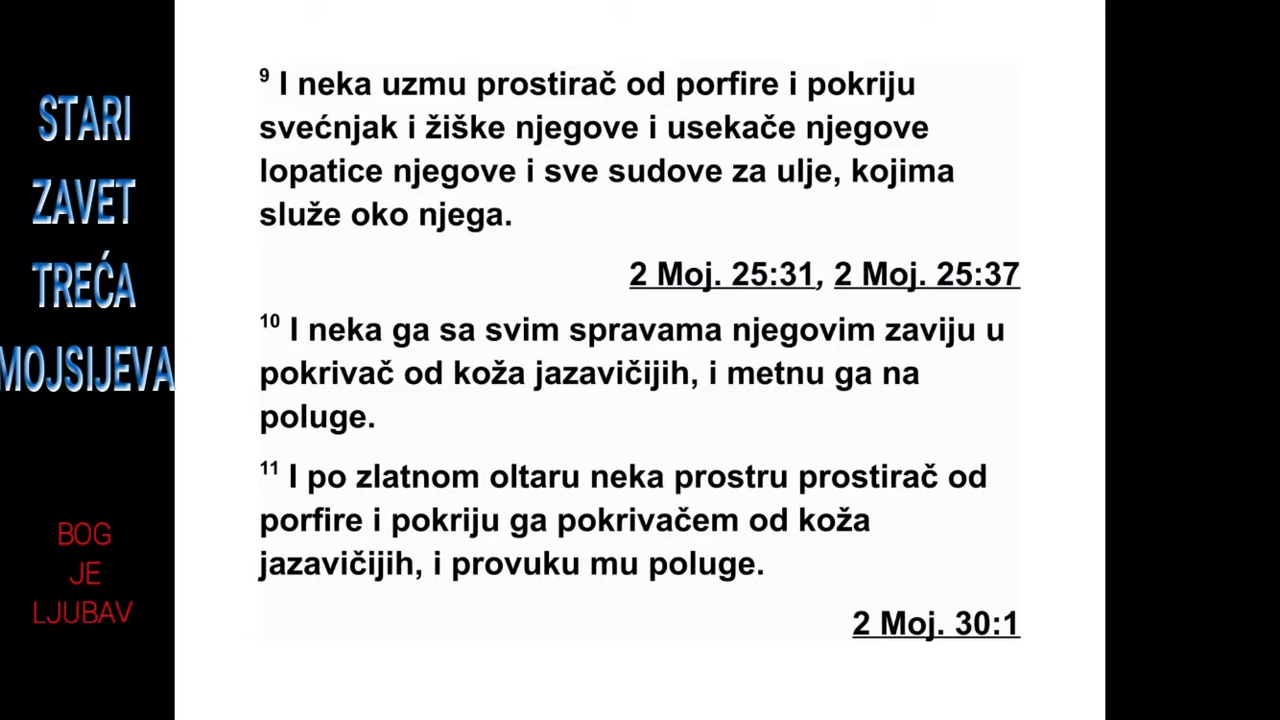 STARI
ZAVET
TREĆA
MOJSIJEVA
BOG
JE
LJUBAV
9 I neka uzmu prostirač od porfire i pokriju
svećnjak i žiške njegove i usekače njegove
lopatice njegove i sve sudove za ulje, kojima
služe oko njega.
2 Moj. 25:31, 2 Moj. 25:37
10 I neka ga sa svim spravama njegovim zaviju u
pokrivač od koža jazavičijih, i metnu ga na
poluge.
11 I po zlatnom oltaru neka prostru prostirač od
porfire i pokriju ga pokrivačem od koža
jazavičijih, i provuku mu poluge.
2 Moj. 30:1